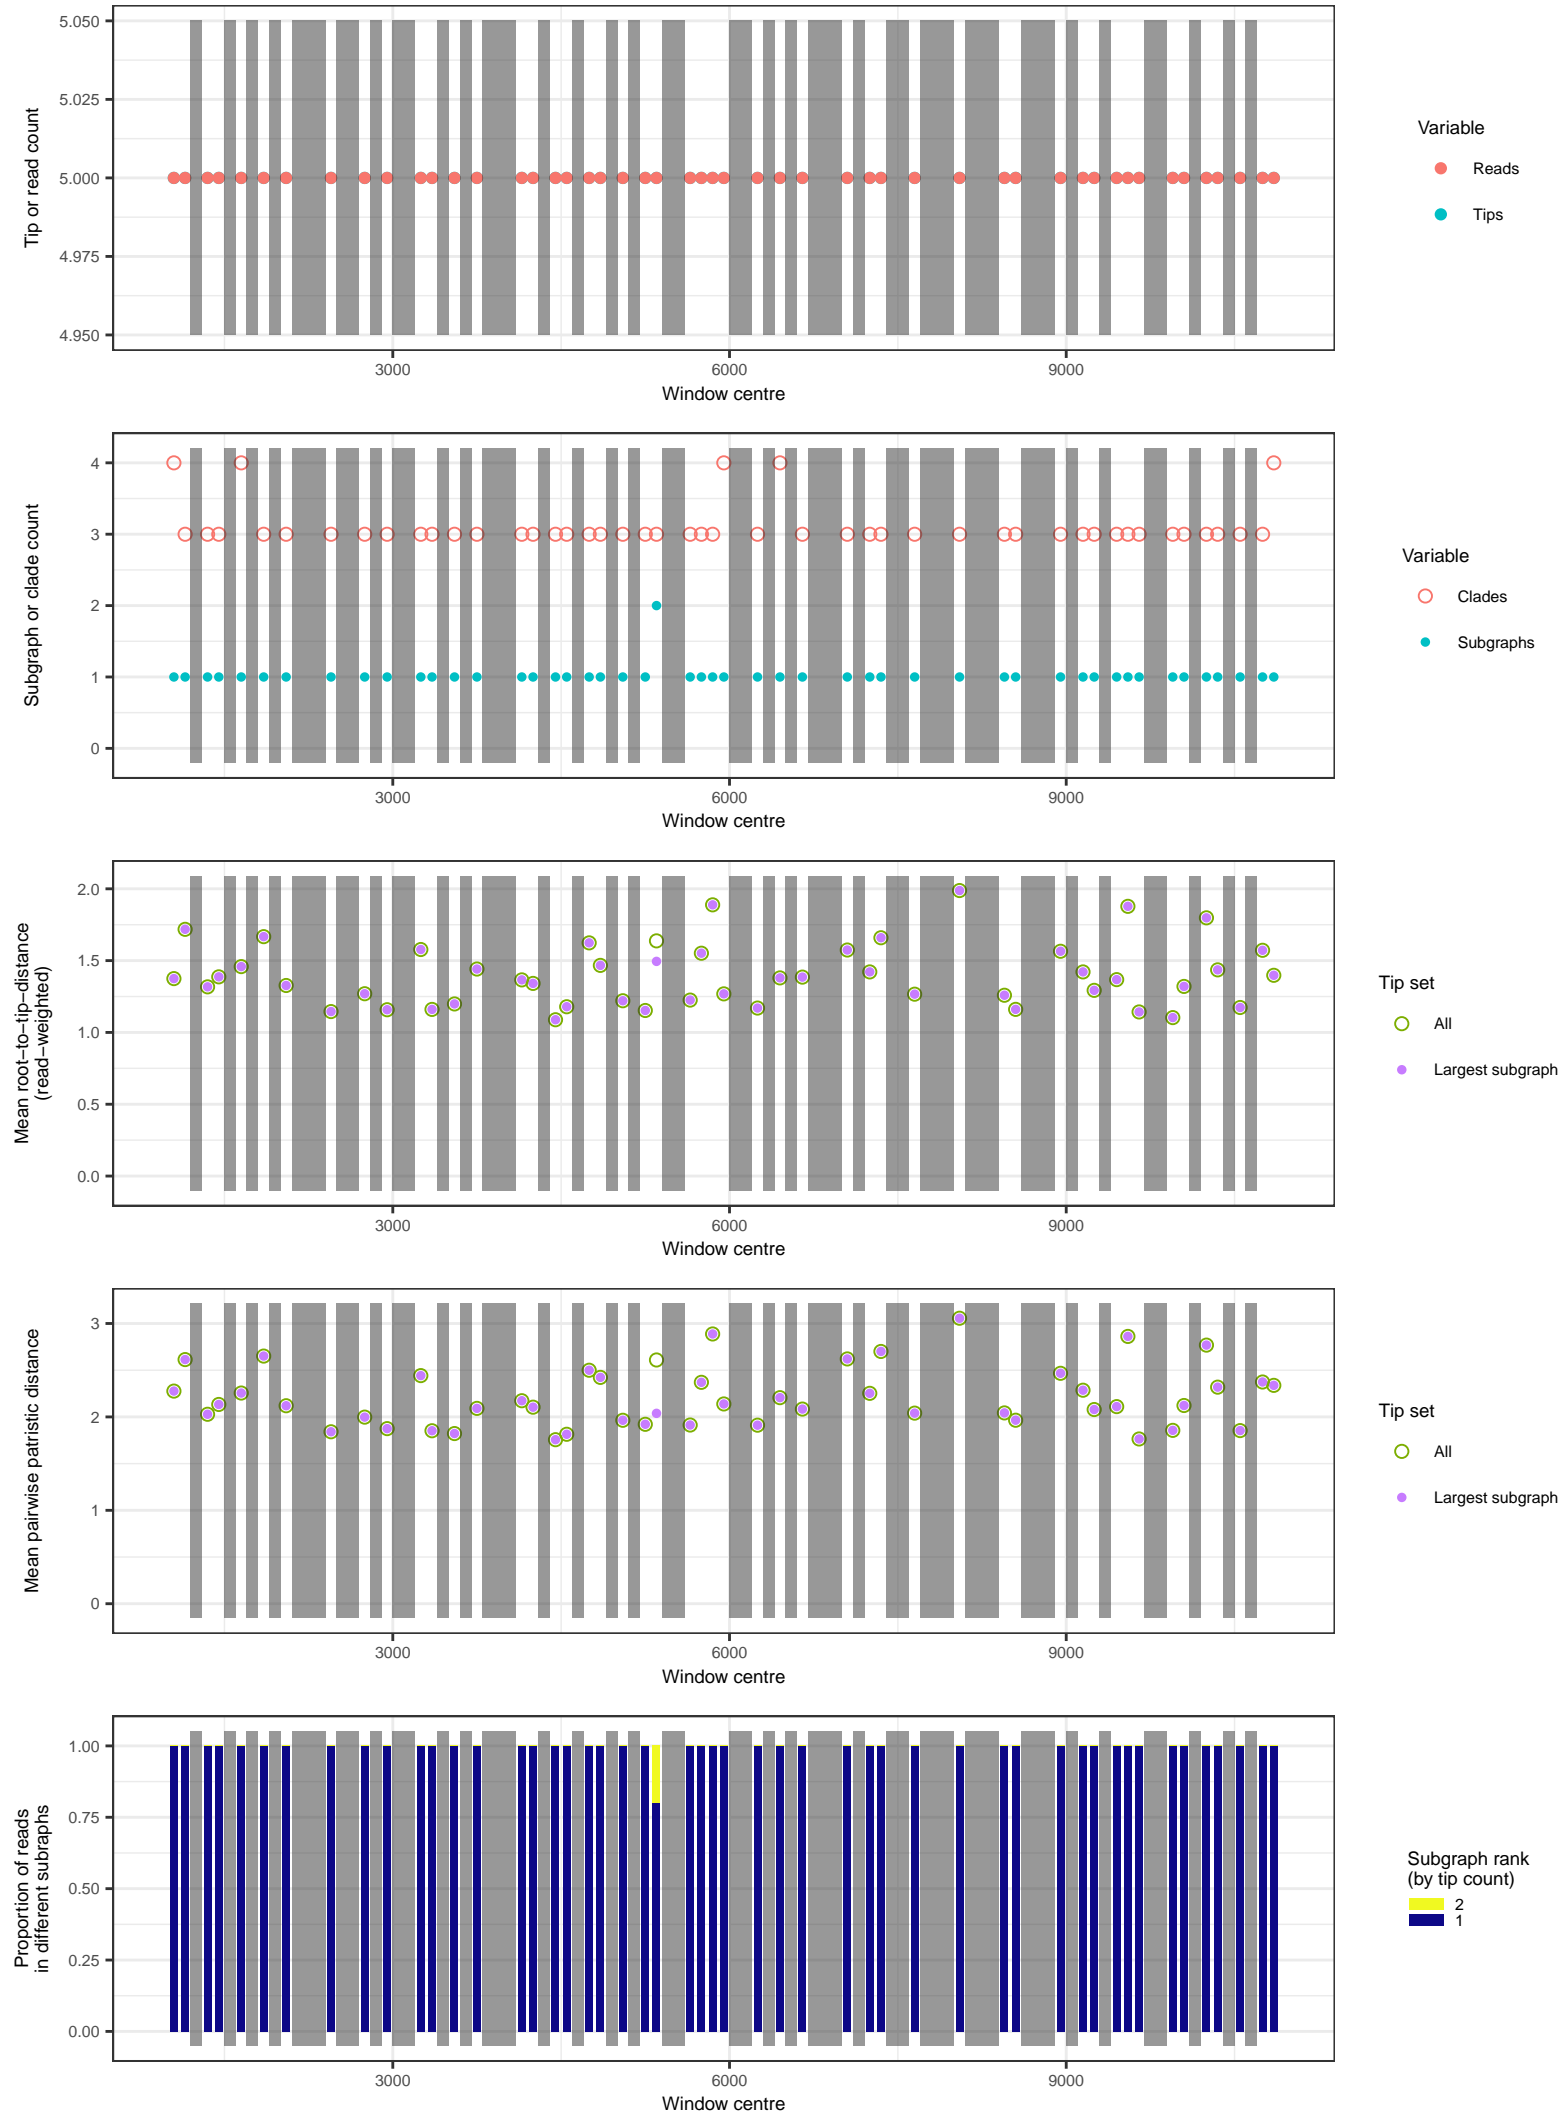 5.050
5.025
5.000
4.975
4.950
Tip or read count
3000
6000
9000
Window centre
Variable
Reads
Tips
4
3
2
1
0
Subgraph or clade count
3000
6000
9000
Window centre
Variable
Clades
Subgraphs
2.0
1.5
1.0
0.5
0.0
Mean root−to−tip−distance
(read−weighted)
3000
6000
9000
Window centre
Tip set
All
Largest subgraph
3
2
1
0
Mean pairwise patristic distance
3000
6000
9000
Window centre
Tip set
All
Largest subgraph
1.00
0.75
0.50
0.25
0.00
Proportion of reads
in different subraphs
3000
6000
9000
Window centre
Subgraph rank
(by tip count)
2
1